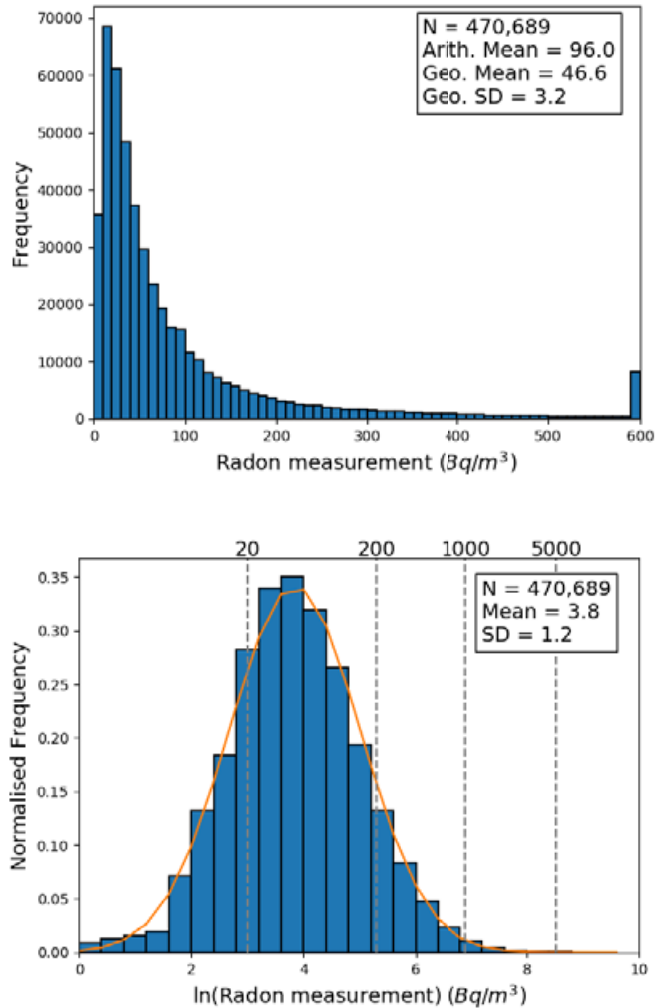 70000
60000
50000
40000
30000
20000
10000
0
Frequency
N = 470,689
Arith. Mean = 96.0
Geo. Mean = 46.6
Geo. SD = 3.2
0 100 200 300 400 500 600
Radon measurement (Bq/m³)
20 200 1000 5000
0.35
0.30
0.25
0.20
0.15
0.10
0.05
0.00
Normalised Frequency
N = 470,689
Mean = 3.8
SD = 1.2
0 2 4 6 8 10
ln(Radon measurement) (Bq/m³)